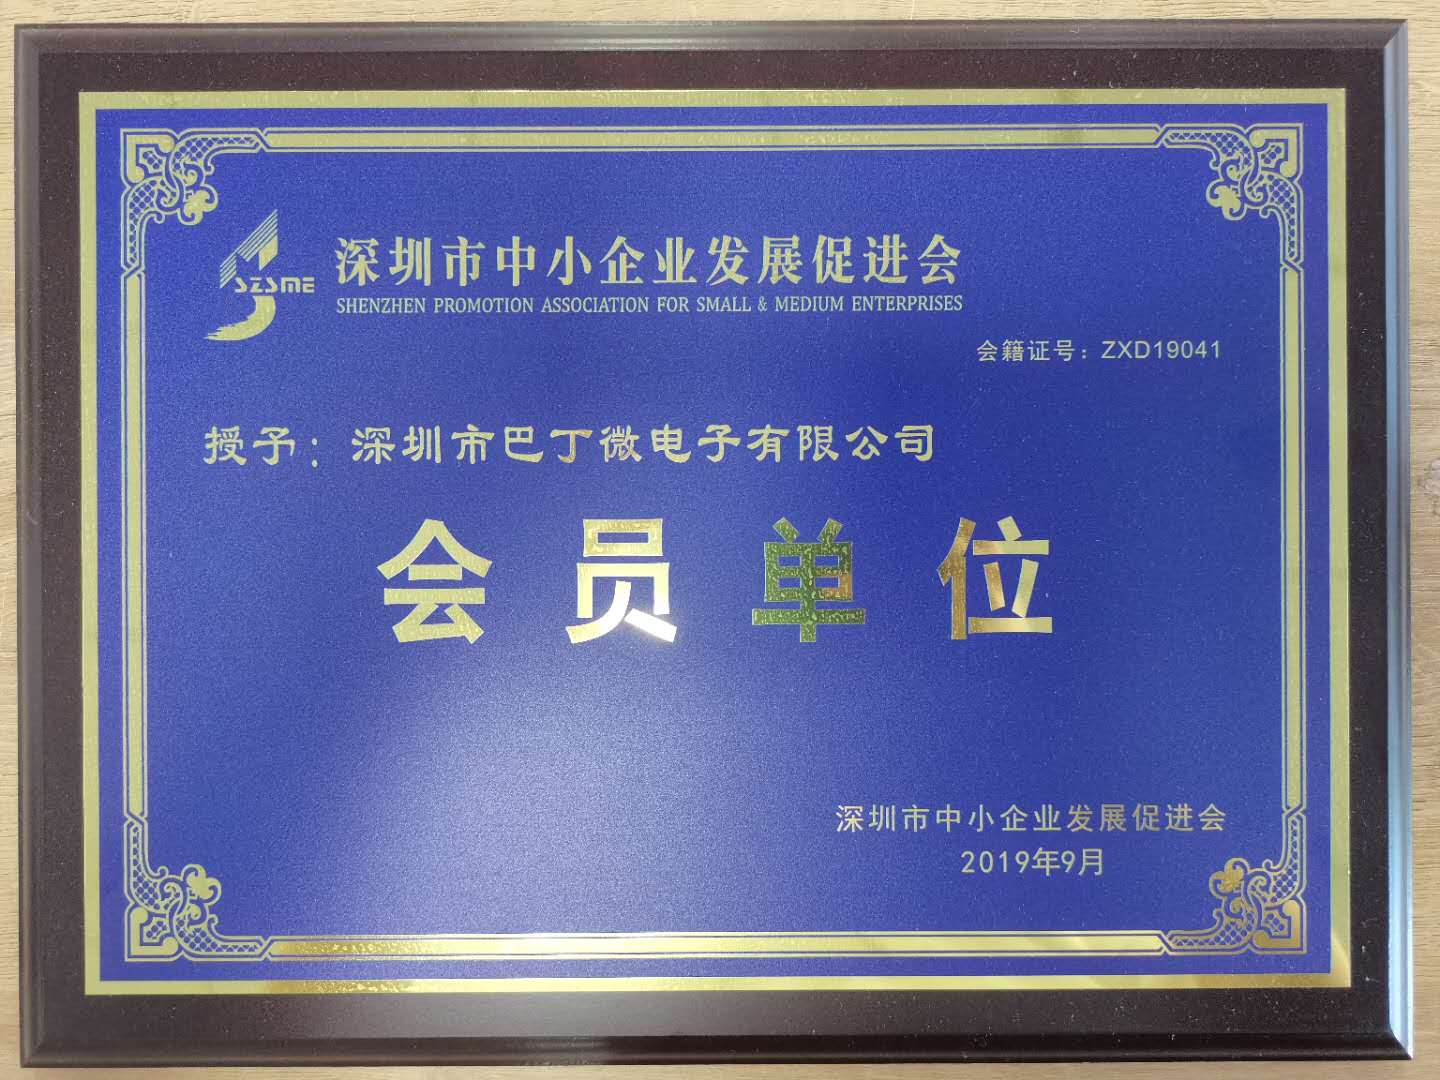 SZSME
深圳市中小企业发展促进会
SHENZHEN PROMOTION ASSOCIATION FOR SMALL & MEDIUM ENTERPRISES
会籍证号：ZXD19041
授予：深圳市巴丁微电子有限公司
会员单位
深圳市中小企业发展促进会
2019年9月